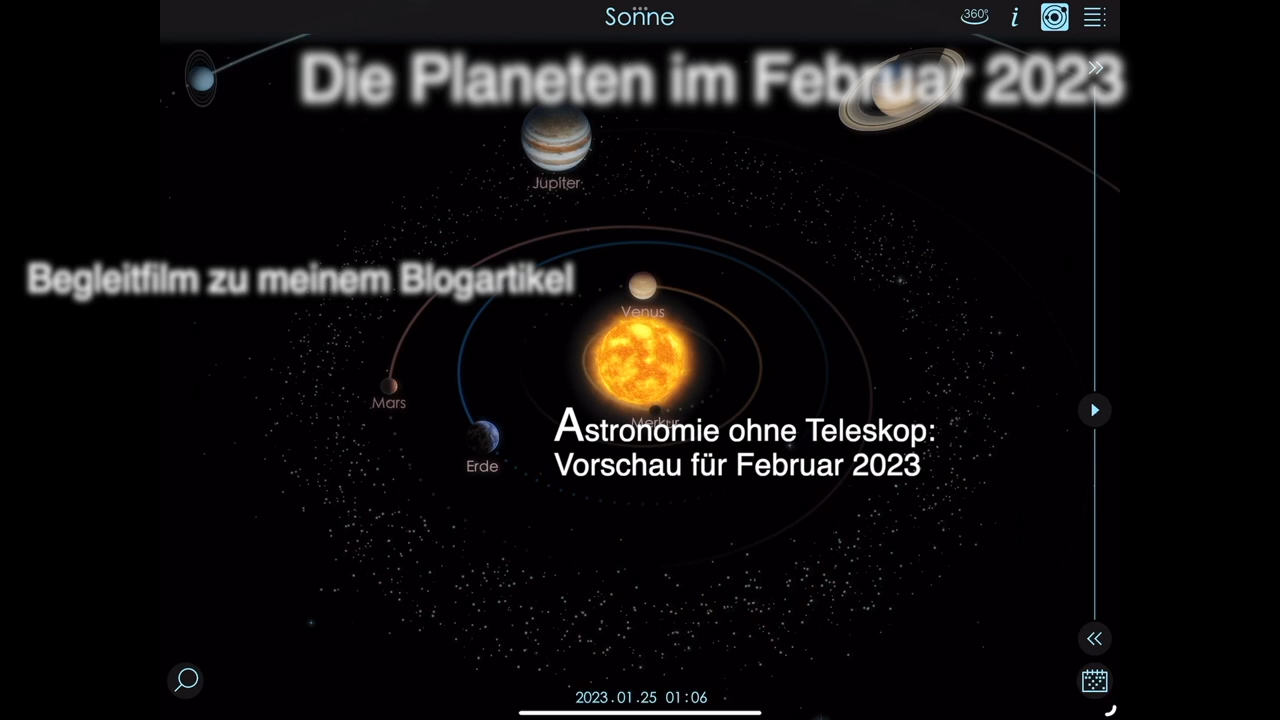 Sonne
360°
i
Die Planeten im Februar 2023
Jupiter
Begleitfilm zu meinem Blogartikel
Venus
Mars
Merkur
Astronomie ohne Teleskop:
Erde
Vorschau für Februar 2023
2023.01.25 01:06